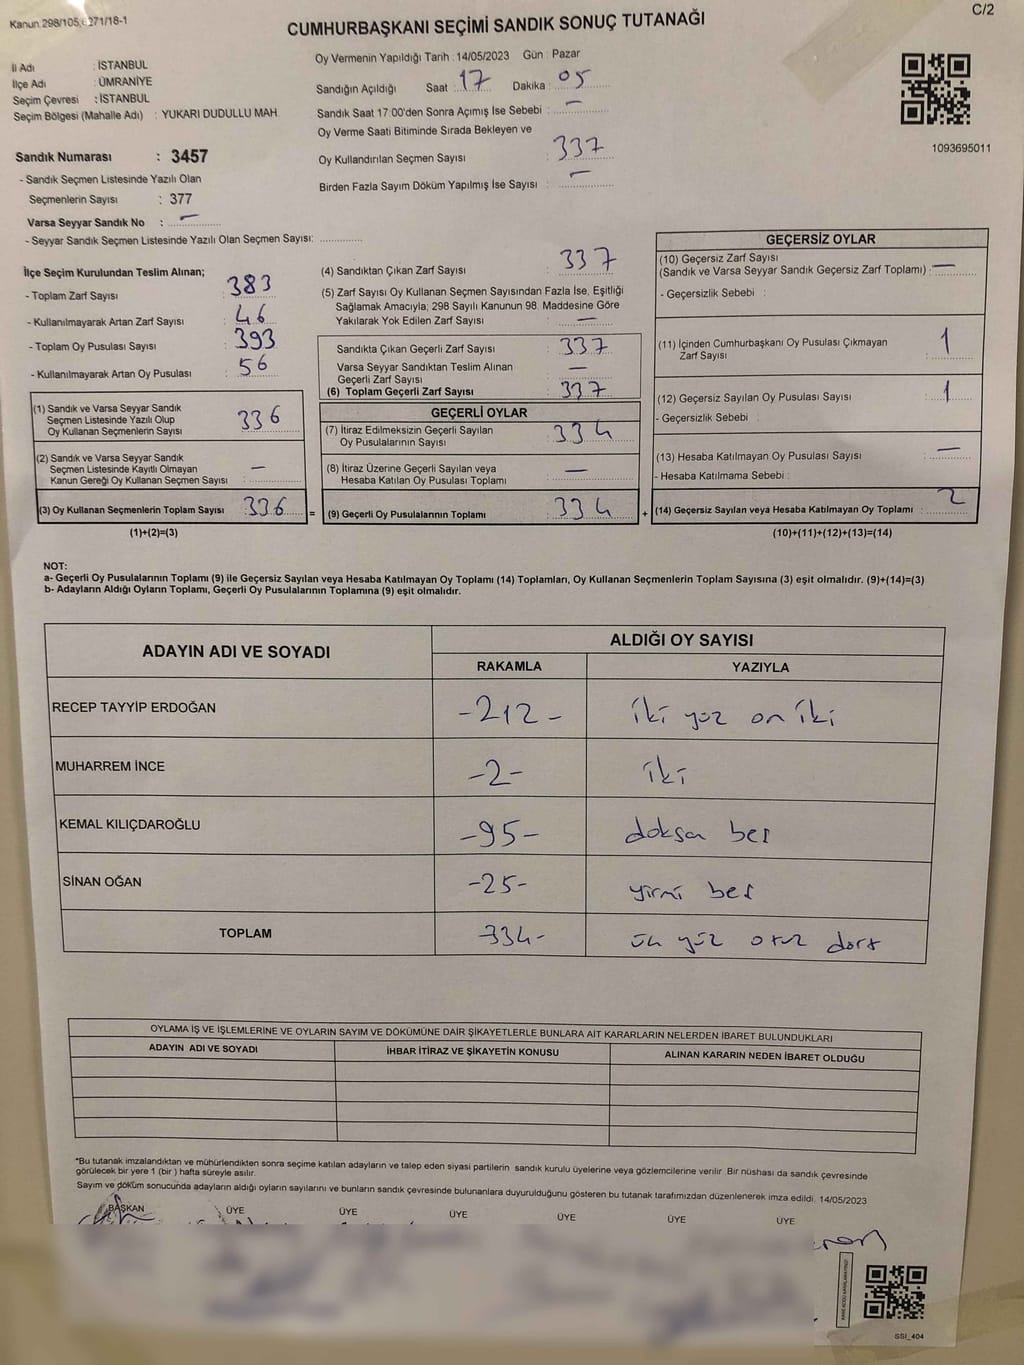 Kanun:298/105,6271/18-1
C/2
CUMHURBAŞKANI SEÇİMİ SANDIK SONUÇ TUTANAĞI
Oy Vermenin Yapıldığı Tarih : 14/05/2023 Gün : Pazar
İl Adı : İSTANBUL
İlçe Adı : ÜMRANİYE
Seçim Çevresi : İSTANBUL
Seçim Bölgesi (Mahalle Adı) : YUKARI DUDULLU MAH.
Sandığın Açıldığı Saat : 17 Dakika : 05
Sandık Saat 17:00'den Sonra Açımış İse Sebebi : —
Oy Verme Saati Bitiminde Sırada Bekleyen ve
Oy Kullandırılan Seçmen Sayısı : 337
Birden Fazla Sayım Döküm Yapılmış İse Sayısı : —
1093695011
Sandık Numarası : 3457
- Sandık Seçmen Listesinde Yazılı Olan
Seçmenlerin Sayısı : 377
Varsa Seyyar Sandık No : —
- Seyyar Sandık Seçmen Listesinde Yazılı Olan Seçmen Sayısı:
İlçe Seçim Kurulundan Teslim Alınan;
- Toplam Zarf Sayısı : 383
- Kullanılmayarak Artan Zarf Sayısı : 46
- Toplam Oy Pusulası Sayısı : 393
- Kullanılmayarak Artan Oy Pusulası : 56
(1) Sandık ve Varsa Seyyar Sandık
Seçmen Listesinde Yazılı Olup
Oy Kullanan Seçmenlerin Sayısı : 336
(2) Sandık ve Varsa Seyyar Sandık
Seçmen Listesinde Kayıtlı Olmayan
Kanun Gereği Oy Kullanan Seçmen Sayısı : —
(3) Oy Kullanan Seçmenlerin Toplam Sayısı : 336 =
(1)+(2)=(3)
(4) Sandıktan Çıkan Zarf Sayısı : 337
(5) Zarf Sayısı Oy Kullanan Seçmen Sayısından Fazla İse, Eşitliği
Sağlamak Amacıyla; 298 Sayılı Kanunun 98. Maddesine Göre
Yakılarak Yok Edilen Zarf Sayısı : —
Sandıkta Çıkan Geçerli Zarf Sayısı : 337
Varsa Seyyar Sandıktan Teslim Alınan
Geçerli Zarf Sayısı : —
(6) Toplam Geçerli Zarf Sayısı : 337
GEÇERLİ OYLAR
(7) İtiraz Edilmeksizin Geçerli Sayılan
Oy Pusulalarının Sayısı : 334
(8) İtiraz Üzerine Geçerli Sayılan veya
Hesaba Katılan Oy Pusulası Toplamı : —
(9) Geçerli Oy Pusulalarının Toplamı : 334 +
GEÇERSİZ OYLAR
(10) Geçersiz Zarf Sayısı
(Sandık ve Varsa Seyyar Sandık Geçersiz Zarf Toplamı) : —
- Geçersizlik Sebebi :
(11) İçinden Cumhurbaşkanı Oy Pusulası Çıkmayan
Zarf Sayısı : 1
(12) Geçersiz Sayılan Oy Pusulası Sayısı : 1
- Geçersizlik Sebebi :
(13) Hesaba Katılmayan Oy Pusulası Sayısı : —
- Hesaba Katılmama Sebebi :
(14) Geçersiz Sayılan veya Hesaba Katılmayan Oy Toplamı : 2
(10)+(11)+(12)+(13)=(14)
NOT:
a- Geçerli Oy Pusulalarının Toplamı (9) ile Geçersiz Sayılan veya Hesaba Katılmayan Oy Toplamı (14) Toplamları, Oy Kullanan Seçmenlerin Toplam Sayısına (3) eşit olmalıdır. (9)+(14)=(3)
b- Adayların Aldığı Oyların Toplamı, Geçerli Oy Pusulalarının Toplamına (9) eşit olmalıdır.
ADAYIN ADI VE SOYADI ALDIĞI OY SAYISI
RAKAMLA YAZIYLA
RECEP TAYYİP ERDOĞAN -212- iki yüz on iki
MUHARREM İNCE -2- iki
KEMAL KILIÇDAROĞLU -95- doksa beş
SİNAN OĞAN -25- yirmi beş
TOPLAM -334- üç yüz otuz dört
OYLAMA İŞ VE İŞLEMLERİNE VE OYLARIN SAYIM VE DÖKÜMÜNE DAİR ŞİKAYETLERLE BUNLARA AİT KARARLARIN NELERDEN İBARET BULUNDUKLARI
ADAYIN ADI VE SOYADI İHBAR İTİRAZ VE ŞİKAYETİN KONUSU ALINAN KARARIN NEDEN İBARET OLDUĞU
*Bu tutanak imzalandıktan ve mühürlendikten sonra seçime katılan adayların ve talep eden siyasi partilerin sandık kurulu üyelerine veya gözlemcilerine verilir. Bir nüshası da sandık çevresinde
görülecek bir yere 1 (bir) hafta süreyle asılır.
Sayım ve döküm sonucunda adayların aldığı oyların sayılarını ve bunların sandık çevresinde bulunanlara duyurulduğunu gösteren bu tutanak tarafımızdan düzenlenerek imza edildi. 14/05/2023
BAŞKAN ÜYE ÜYE ÜYE ÜYE ÜYE ÜYE
SSI_404